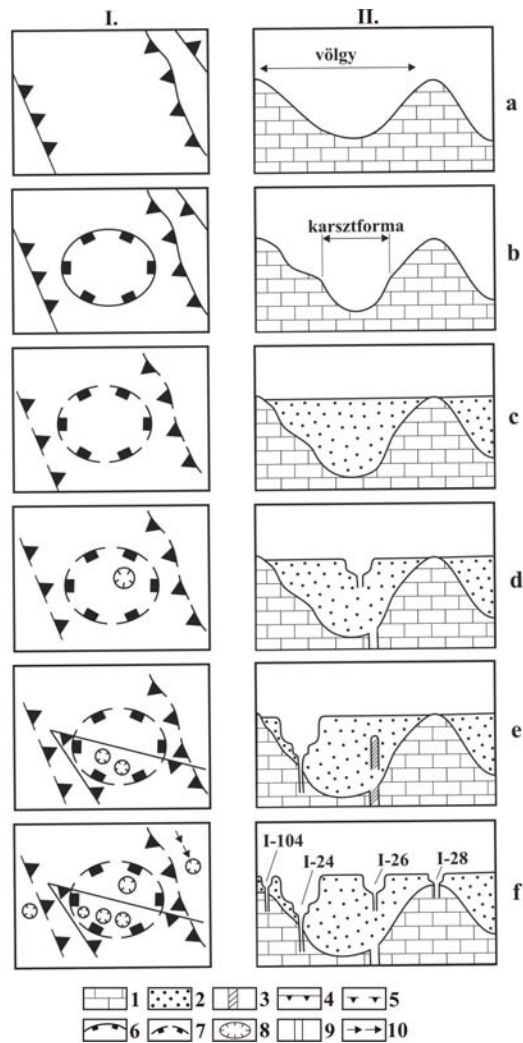 I. II.
völgy
a
karsztforma
b
c
d
e
I-104
I-24 I-26 I-28
f
1 2 3 4 5
6 7 8 9 10